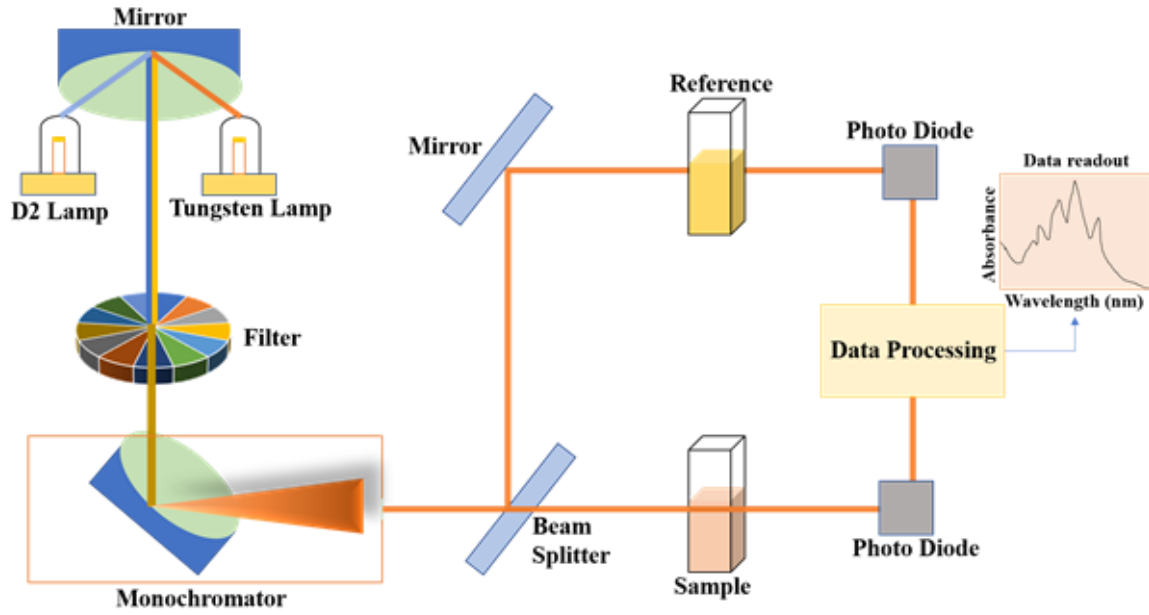 Mirror
D2 Lamp
Tungsten Lamp
Filter
Monochromator
Mirror
Beam
Splitter
Reference
Sample
Photo Diode
Photo Diode
Data Processing
Data readout
Absorbance
Wavelength (nm)